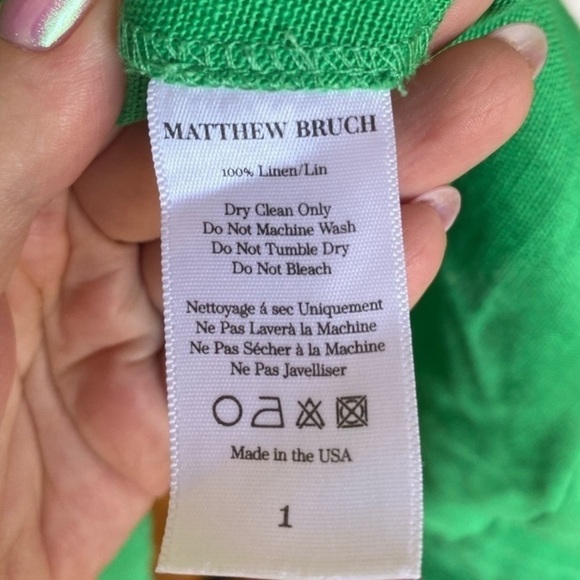 MATTHEW BRUCH
100% Linen/Lin
Dry Clean Only
Do Not Machine Wash
Do Not Tumble Dry
Do Not Bleach
Nettoyage á sec Uniquement
Ne Pas Laverà la Machine
Ne Pas Sécher à la Machine
Ne Pas Javelliser
Made in the USA
1